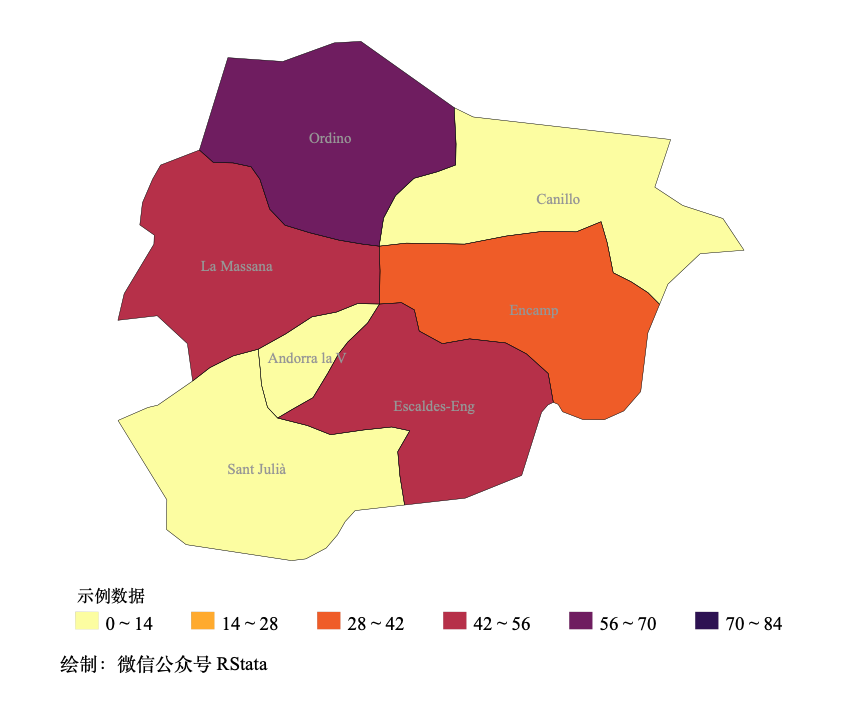 Ordino
Canillo
La Massana
Encamp
Andorra la V
Escaldes-Eng
Sant Julià
示例数据
0 ~ 14
14 ~ 28
28 ~ 42
42 ~ 56
56 ~ 70
70 ~ 84
绘制：微信公众号 RStata